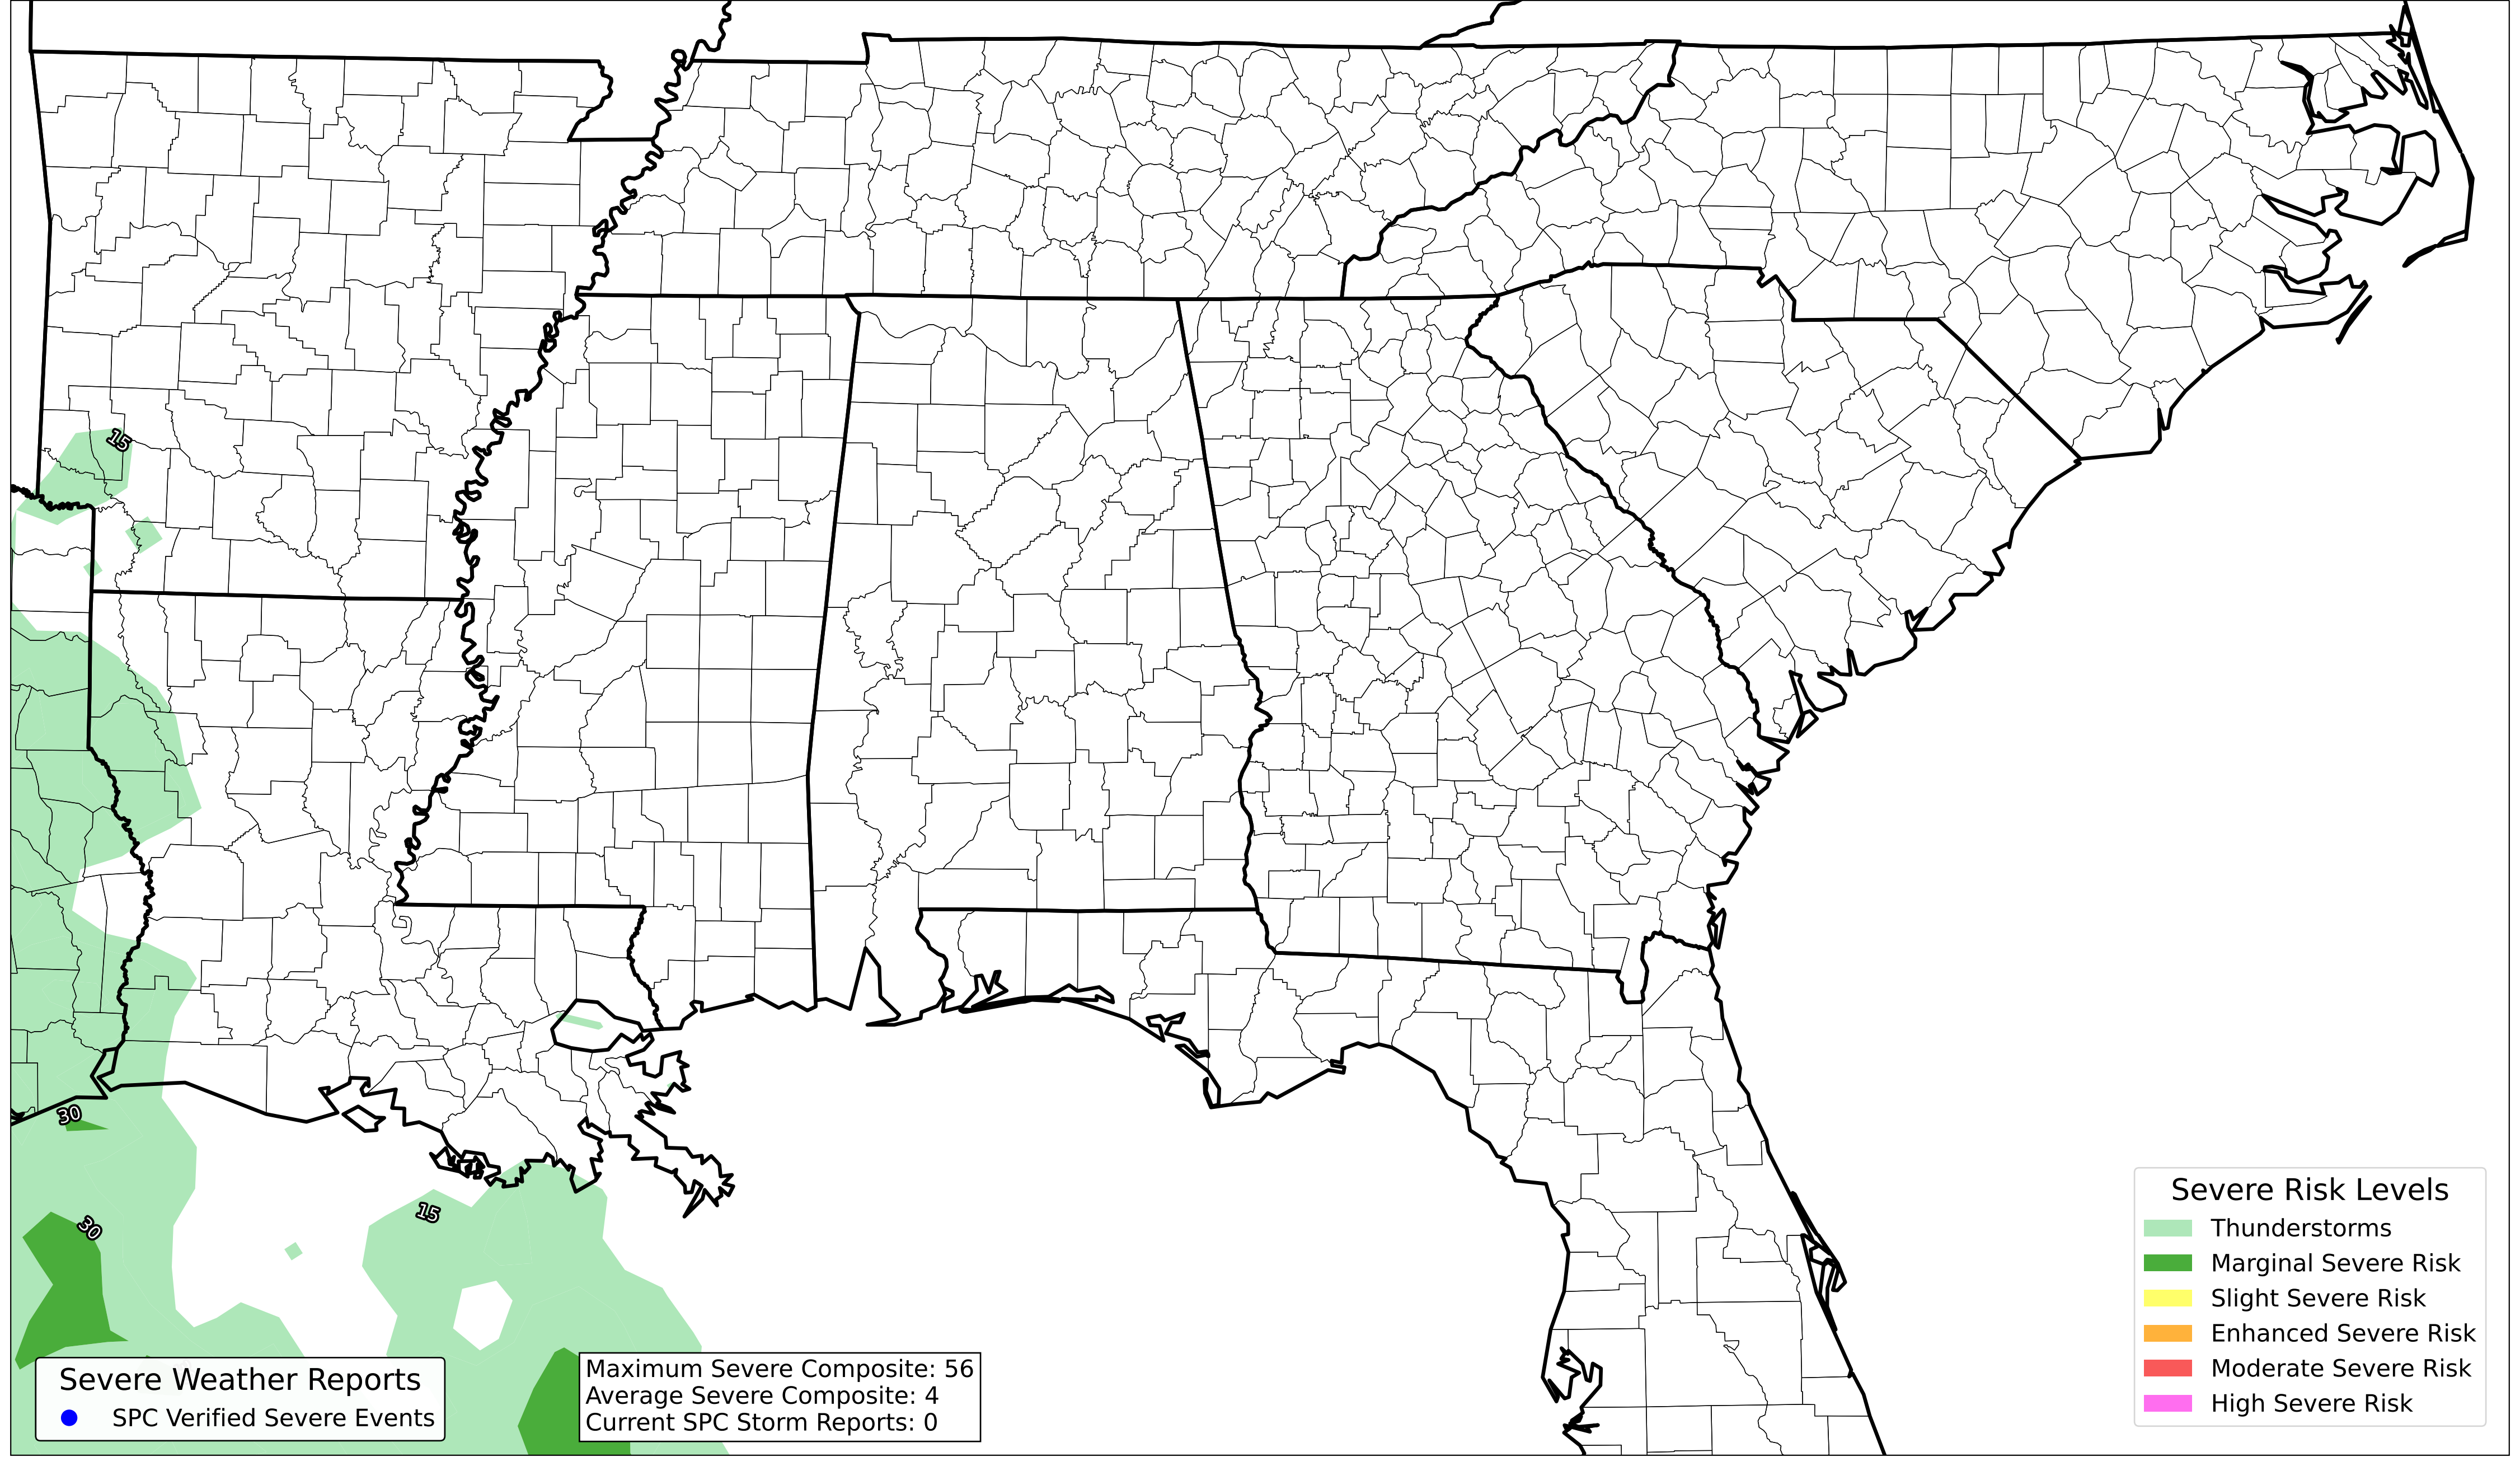 15
30
30
15
Severe Weather Reports
SPC Verified Severe Events
Maximum Severe Composite: 56
Average Severe Composite: 4
Current SPC Storm Reports: 0
Severe Risk Levels
Thunderstorms
Marginal Severe Risk
Slight Severe Risk
Enhanced Severe Risk
Moderate Severe Risk
High Severe Risk